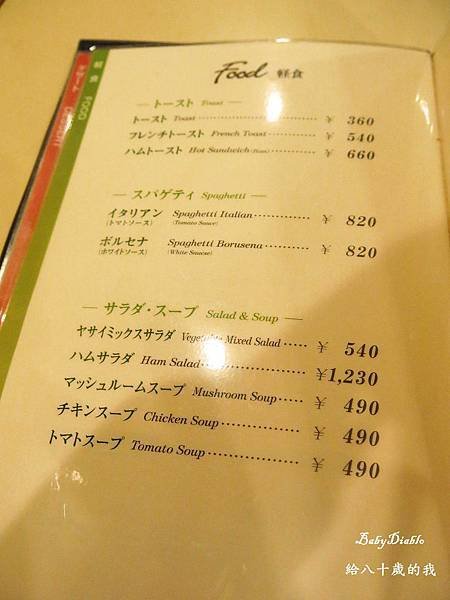 Food 軽食
— トースト Toast —
トースト Toast ¥ 360
フレンチトースト French Toast ¥ 540
ハムトースト Hot Sandwich (Ham) ¥ 660
— スパゲティ Spaghetti —
イタリアン Spaghetti Italian ¥ 820
(トマトソース) (Tomato Sauce)
ボルセナ Spaghetti Borusena ¥ 820
(ホワイトソース) (White Saucse)
— サラダ・スープ Salad & Soup —
ヤサイミックスサラダ Vegetable Mixed Salad ¥ 540
ハムサラダ Ham Salad ¥1,230
マッシュルームスープ Mushroom Soup ¥ 490
チキンスープ Chicken Soup ¥ 490
トマトスープ Tomato Soup ¥ 490
軽食 FOOD
BabyDiablo
給八十歲的我